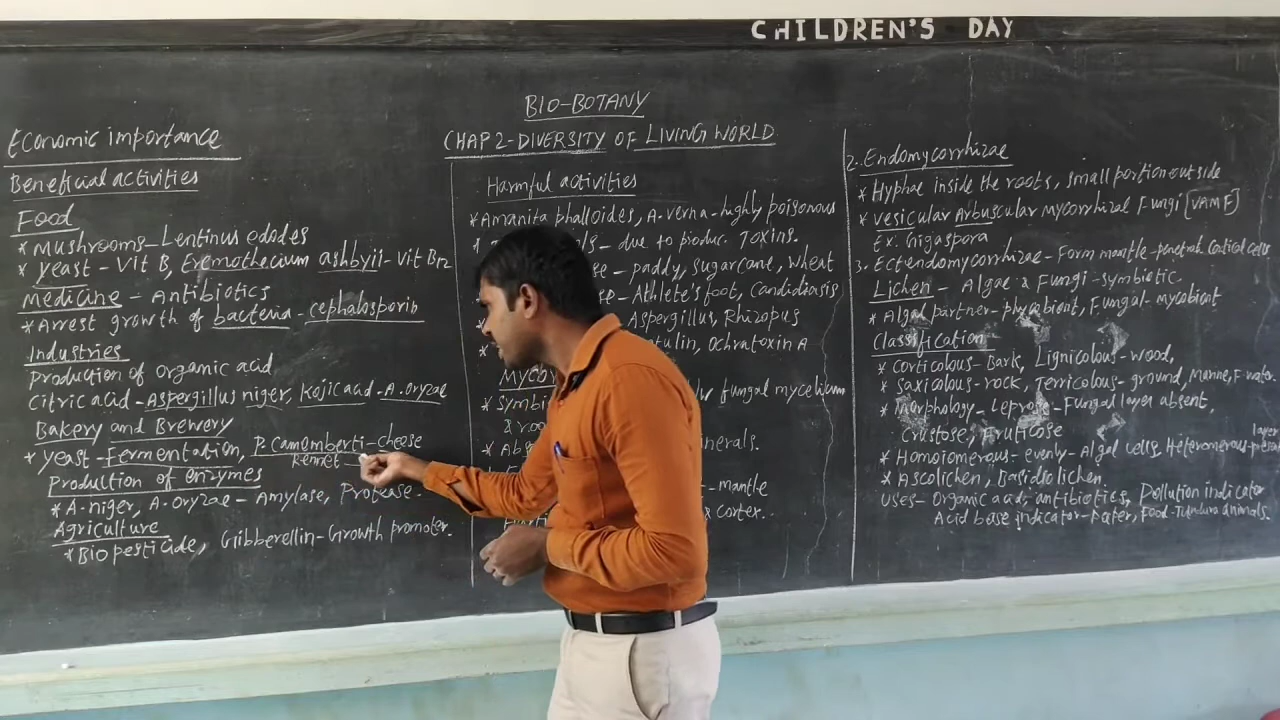 CHILDREN'S DAY
BIO-BOTANY
CHAP 2-DIVERSITY OF LIVING WORLD
Economic importance
Beneficial activities
Food
* Mushrooms-Lentinus edodes
* Yeast - Vit B, Eremothecium ashbyii - Vit B12
Medicine - Antibiotics
* Arrest growth of bacteria - cephalosporin
Industries
Production of organic acid
Citric acid - Aspergillus niger, Kojic acid - A. Oryzae
Bakery and Brewery
* Yeast - Fermentation, P. camemberti-cheese
Rennet
Production of enzymes
* A.niger, A. Oryzae - Amylase, Protease.
Agriculture
* Biopesticide, Gibberellin-Growth promoter.
Harmful activities
* Amanita phalloides, A. verna-highly poisonous
- due to produc. Toxins.
- paddy, Sugarcane, Wheat
- Athlete's foot, Candidiasis
Aspergillus, Rhizopus
Ochratoxin A
fungal mycelium
*
- mantle
& cortex.
2. Endomycorrhizae
* Hyphae inside the roots, small portion outside
* Vesicular Arbuscular Mycorrhizal Fungi [VAMF]
Ex. Gigaspora
3. Ectendomycorrhizae - Form mantle-penetrate Cortical cells
Lichen - Algae & Fungi - symbiotic.
* Algal partner-phycobiont, Fungal-mycobiont
Classification
* Corticolous-Bark, Lignicolous-wood,
* Saxicolous-rock, Terricolous-ground, Marine, F.water
* Morphology - Leprose - Fungal layer absent,
Crustose, Fruticose
* Homoiomerous-evenly-Algal cells, Heteromerous-present layer
* Ascolichen, Basidiolichen.
Uses - Organic acid, antibiotics, Pollution indicator
Acid base indicator-Paper, Food-Tundra animals.